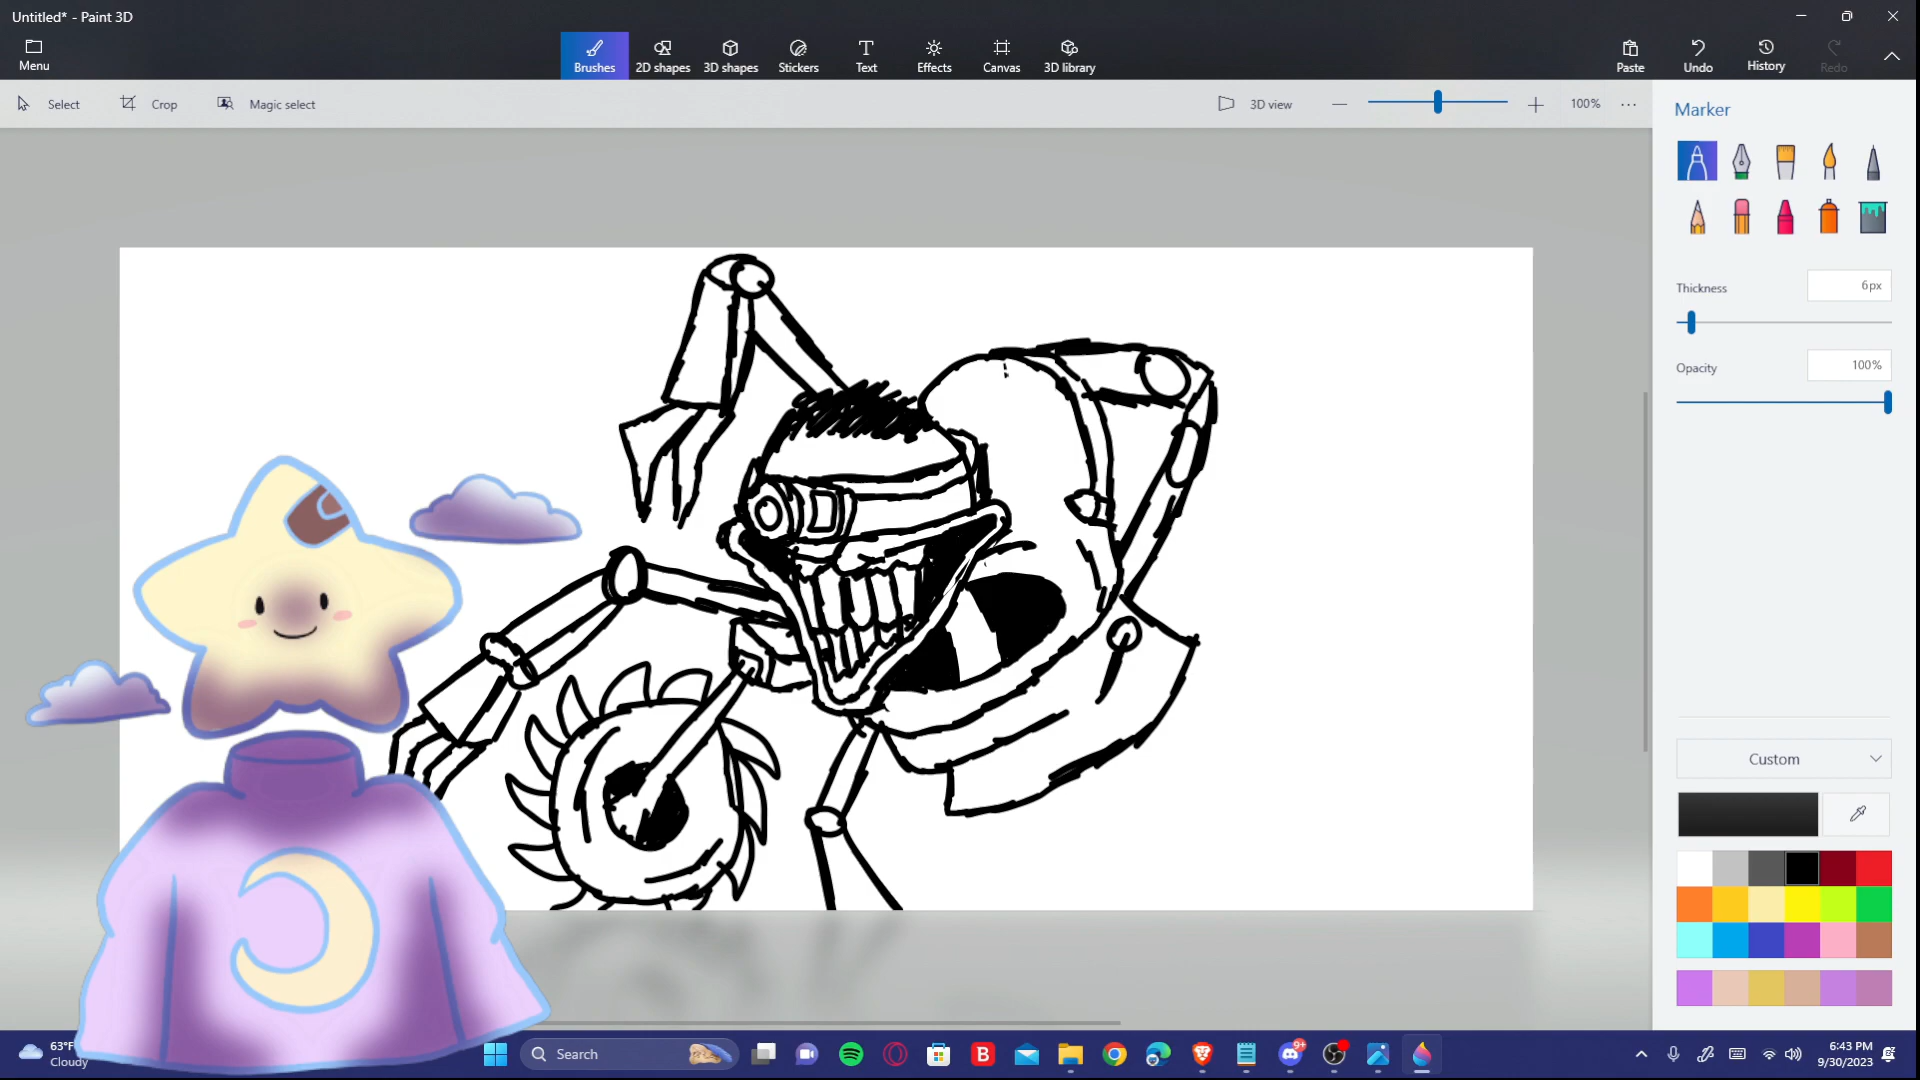 Untitled* - Paint 3D
Menu
Brushes
2D shapes
3D shapes
Stickers
Text
Effects
Canvas
3D library
Paste
Undo
History
Redo
Select
Crop
Magic select
3D view
100%
Marker
Thickness
6px
Opacity
100%
Custom
63°F
Cloudy
Search
B
9+
6:43 PM
9/30/2023